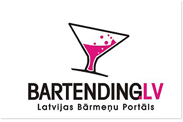 BARTENDINGLV
Latvijas Bārmeņu Portāls